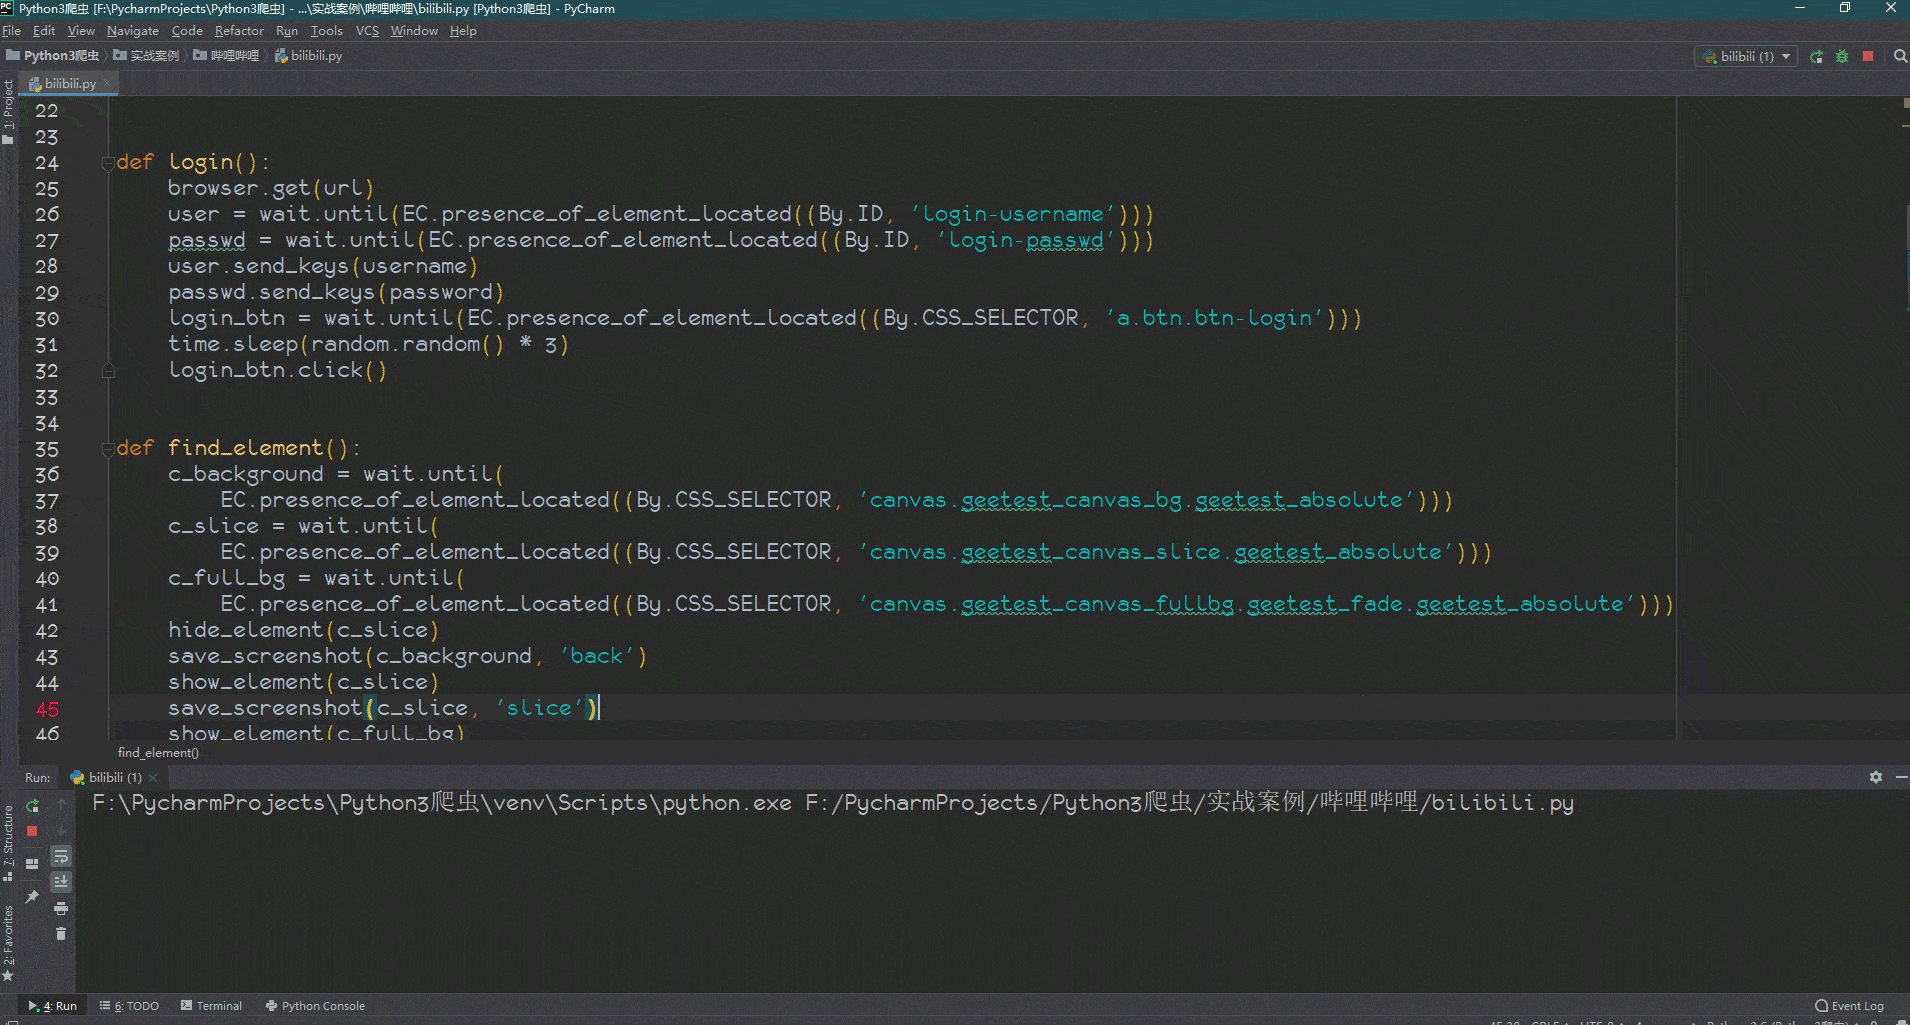 Python3爬虫 [F:\PycharmProjects\Python3爬虫] - ...\实战案例\哔哩哔哩\bilibili.py [Python3爬虫] - PyCharm
File Edit View Navigate Code Refactor Run Tools VCS Window Help
Python3爬虫 实战案例 哔哩哔哩 bilibili.py bilibili (1)
bilibili.py
1: Project
22
23
24 def login():
25 browser.get(url)
26 user = wait.until(EC.presence_of_element_located((By.ID, 'login-username')))
27 passwd = wait.until(EC.presence_of_element_located((By.ID, 'login-passwd')))
28 user.send_keys(username)
29 passwd.send_keys(password)
30 login_btn = wait.until(EC.presence_of_element_located((By.CSS_SELECTOR, 'a.btn.btn-login')))
31 time.sleep(random.random() * 3)
32 login_btn.click()
33
34
35 def find_element():
36 c_background = wait.until(
37 EC.presence_of_element_located((By.CSS_SELECTOR, 'canvas.geetest_canvas_bg.geetest_absolute')))
38 c_slice = wait.until(
39 EC.presence_of_element_located((By.CSS_SELECTOR, 'canvas.geetest_canvas_slice.geetest_absolute')))
40 c_full_bg = wait.until(
41 EC.presence_of_element_located((By.CSS_SELECTOR, 'canvas.geetest_canvas_fullbg.geetest_fade.geetest_absolute')))
42 hide_element(c_slice)
43 save_screenshot(c_background, 'back')
44 show_element(c_slice)
45 save_screenshot(c_slice, 'slice')
46 show_element(c_full_bg)
find_element()
Run: bilibili (1)
F:\PycharmProjects\Python3爬虫\venv\Scripts\python.exe F:/PycharmProjects/Python3爬虫/实战案例/哔哩哔哩/bilibili.py
7: Structure
2: Favorites
4: Run 6: TODO Terminal Python Console Event Log